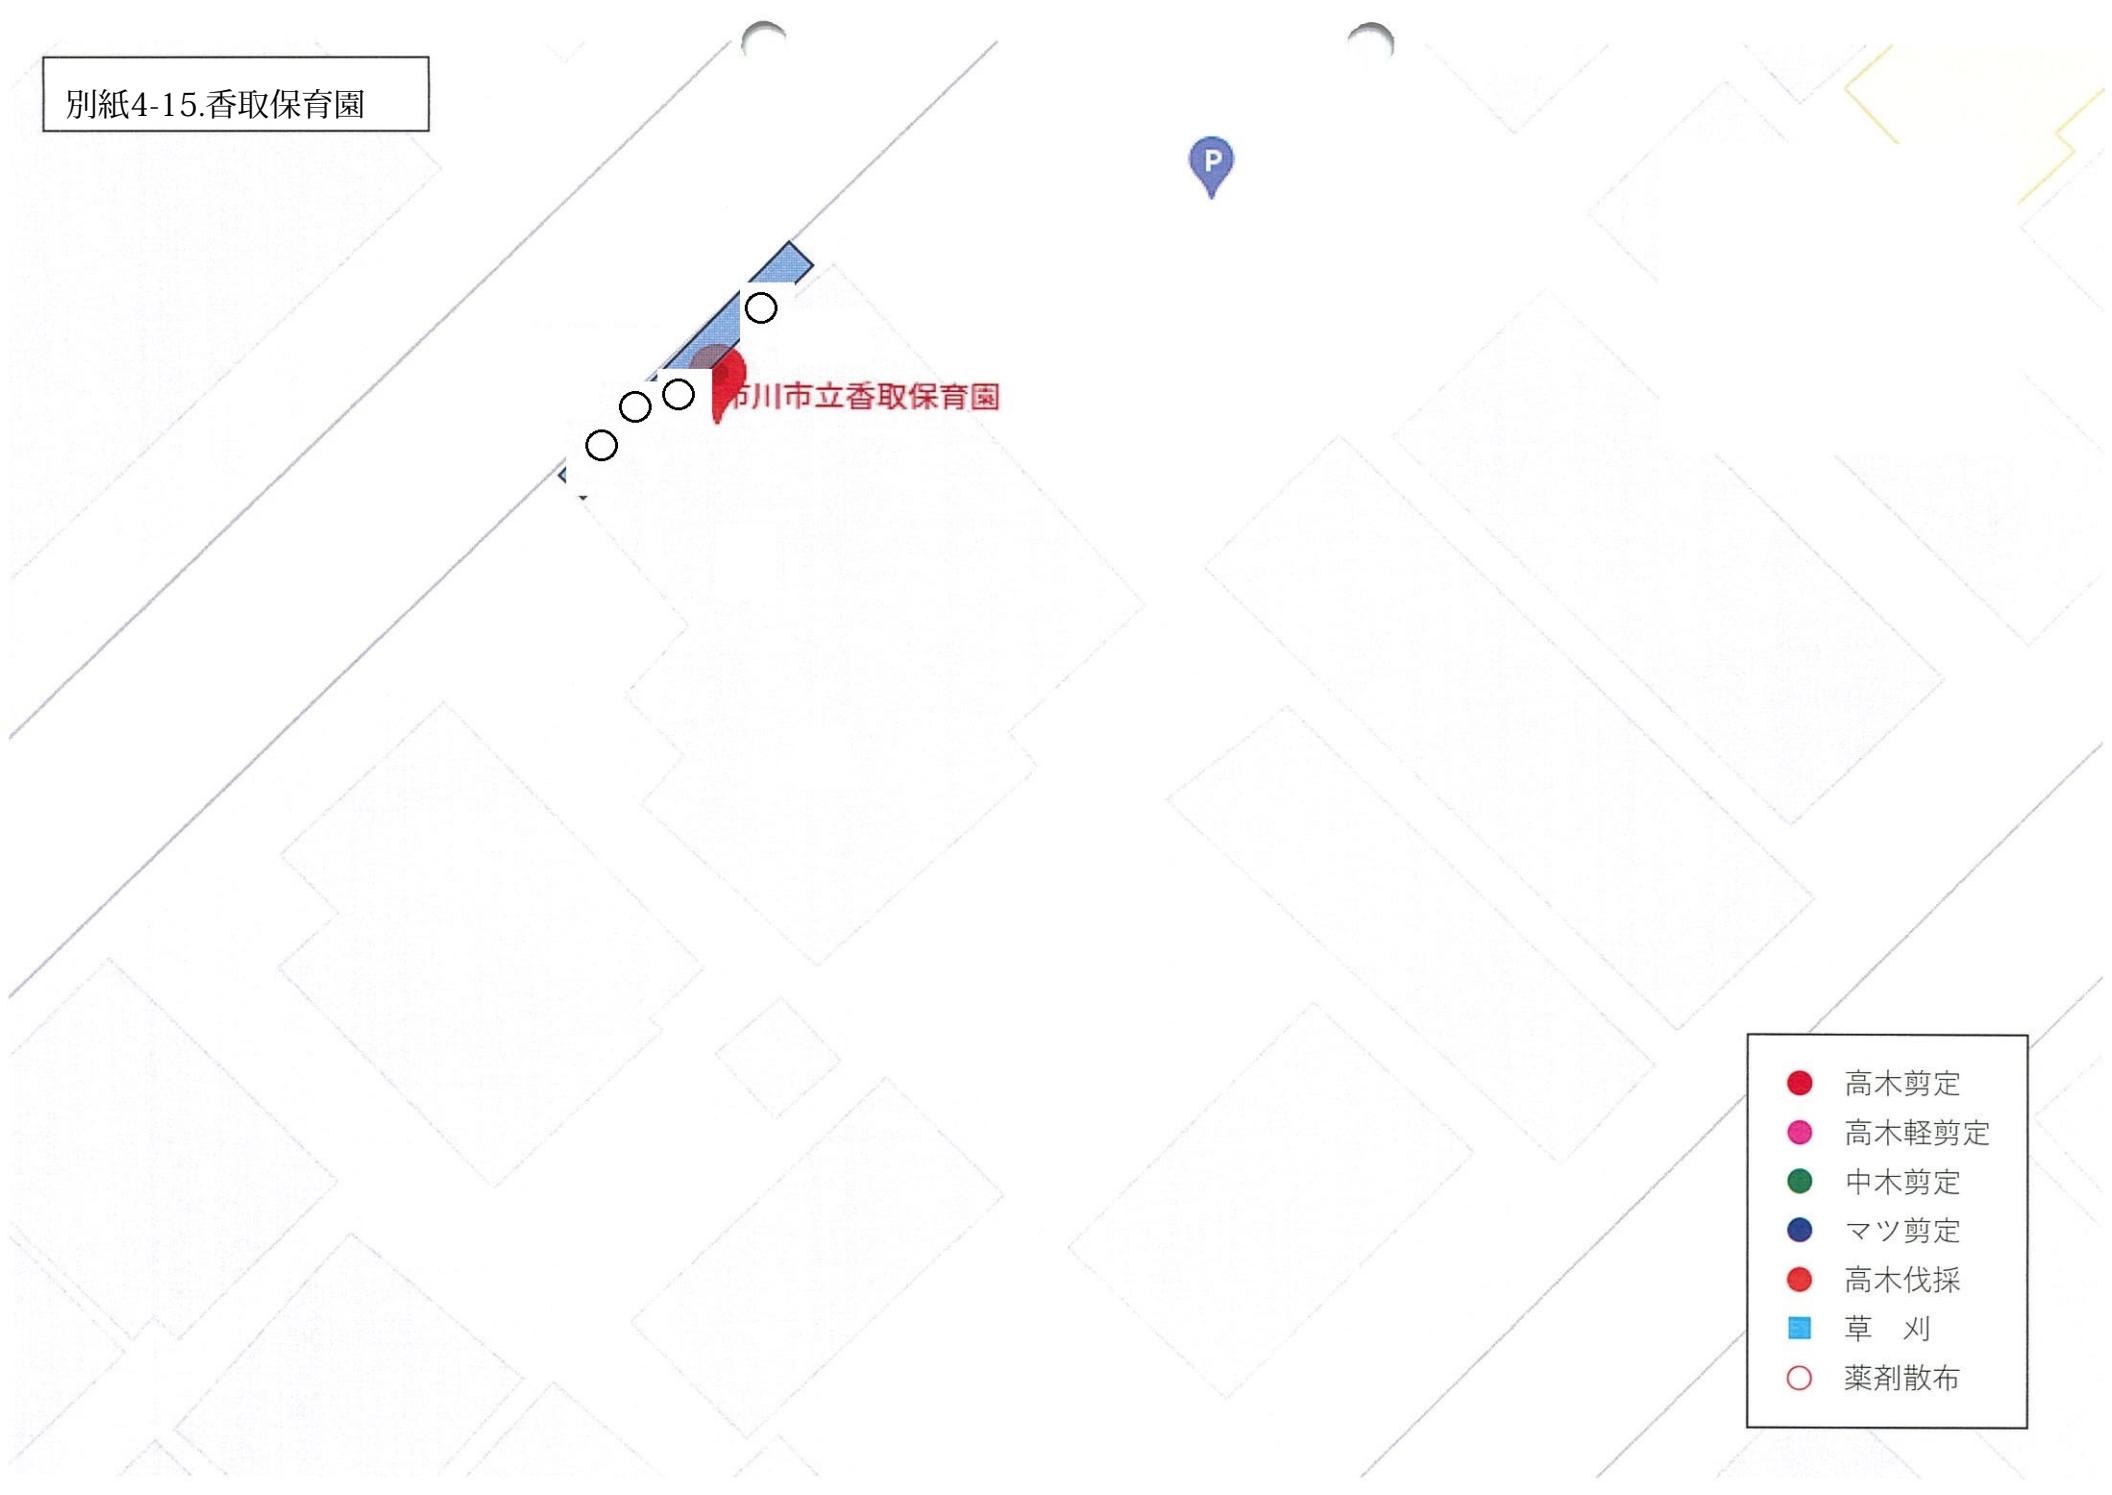 別紙4-15.香取保育園
P
市川市立香取保育園
高木剪定
高木軽剪定
中木剪定
マツ剪定
高木伐採
草　刈
薬剤散布